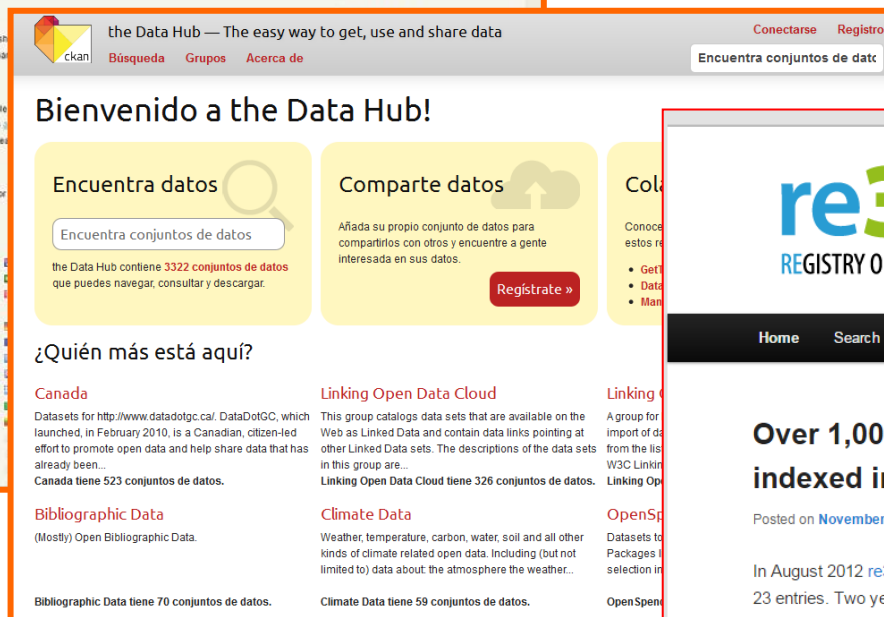 the Data Hub — The easy way to get, use and share data
ckan
Búsqueda Grupos Acerca de
Conectarse Registro
Encuentra conjuntos de datc
Bienvenido a the Data Hub!
Encuentra datos
Encuentra conjuntos de datos
the Data Hub contiene 3322 conjuntos de datos
que puedes navegar, consultar y descargar.
Comparte datos
Añada su propio conjunto de datos para
compartirlos con otros y encuentre a gente
interesada en sus datos.
Regístrate »
Cola
Conoce
estos re
GetT
Data
Man
¿Quién más está aquí?
Canada
Datasets for http://www.datadotgc.ca/. DataDotGC, which
launched, in February 2010, is a Canadian, citizen-led
effort to promote open data and help share data that has
already been...
Canada tiene 523 conjuntos de datos.
Linking Open Data Cloud
This group catalogs data sets that are available on the
Web as Linked Data and contain data links pointing at
other Linked Data sets. The descriptions of the data sets
in this group are...
Linking Open Data Cloud tiene 326 conjuntos de datos.
Linking
A group for
import of da
from the lis
W3C Linkin
Linking Op
Bibliographic Data
(Mostly) Open Bibliographic Data.
Bibliographic Data tiene 70 conjuntos de datos.
Climate Data
Weather, temperature, carbon, water, soil and all other
kinds of climate related open data. Including (but not
limited to) data about: the atmosphere the weather...
Climate Data tiene 59 conjuntos de datos.
OpenSp
Datasets to
Packages
selection in
OpenSpend
re3
REGISTRY O
Home Search
Over 1,00
indexed i
Posted on November
In August 2012 re
23 entries. Two ye